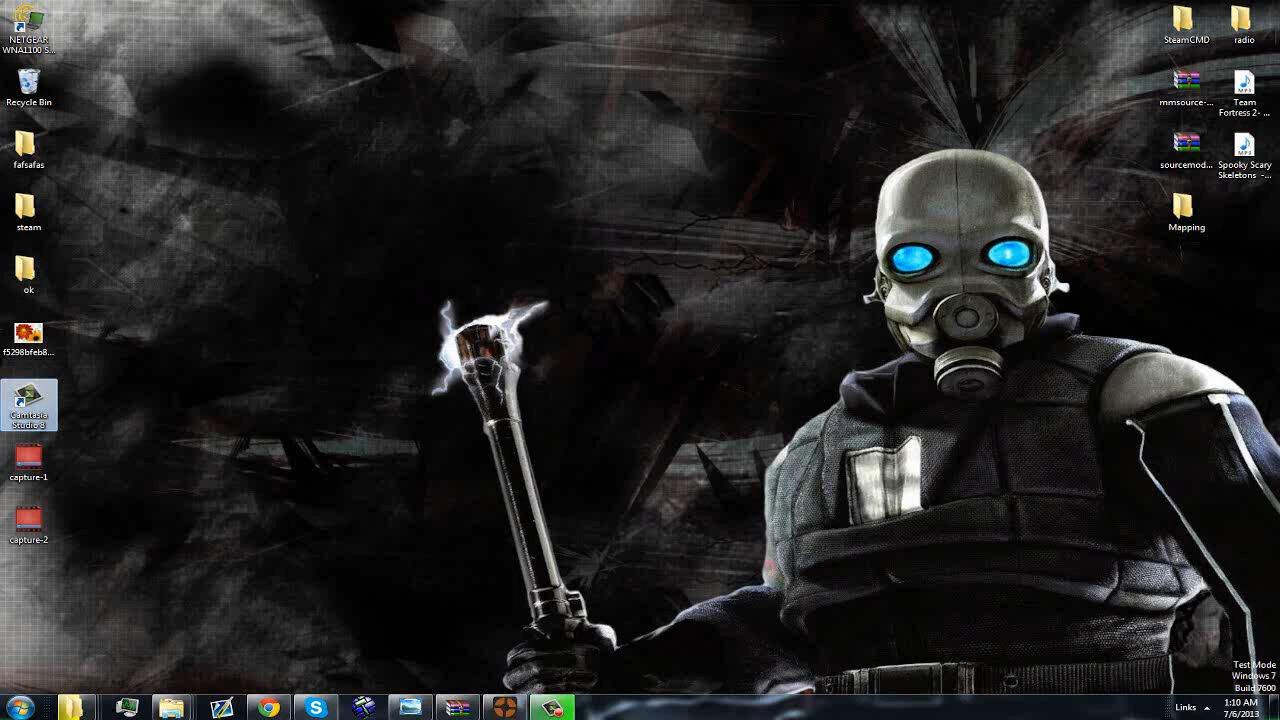 NETGEAR
WNA1100 S...
Recycle Bin
fafsafas
steam
ok
f5298bfeb8...
Camtasia
Studio 8
capture-1
capture-2
SteamCMD
radio
mmsource-...
Team
Fortress 2- ...
sourcemod...
Spooky Scary
Skeletons -...
Mapping
Test Mode
Windows 7
Build 7600
Links
1:10 AM
7/6/2013